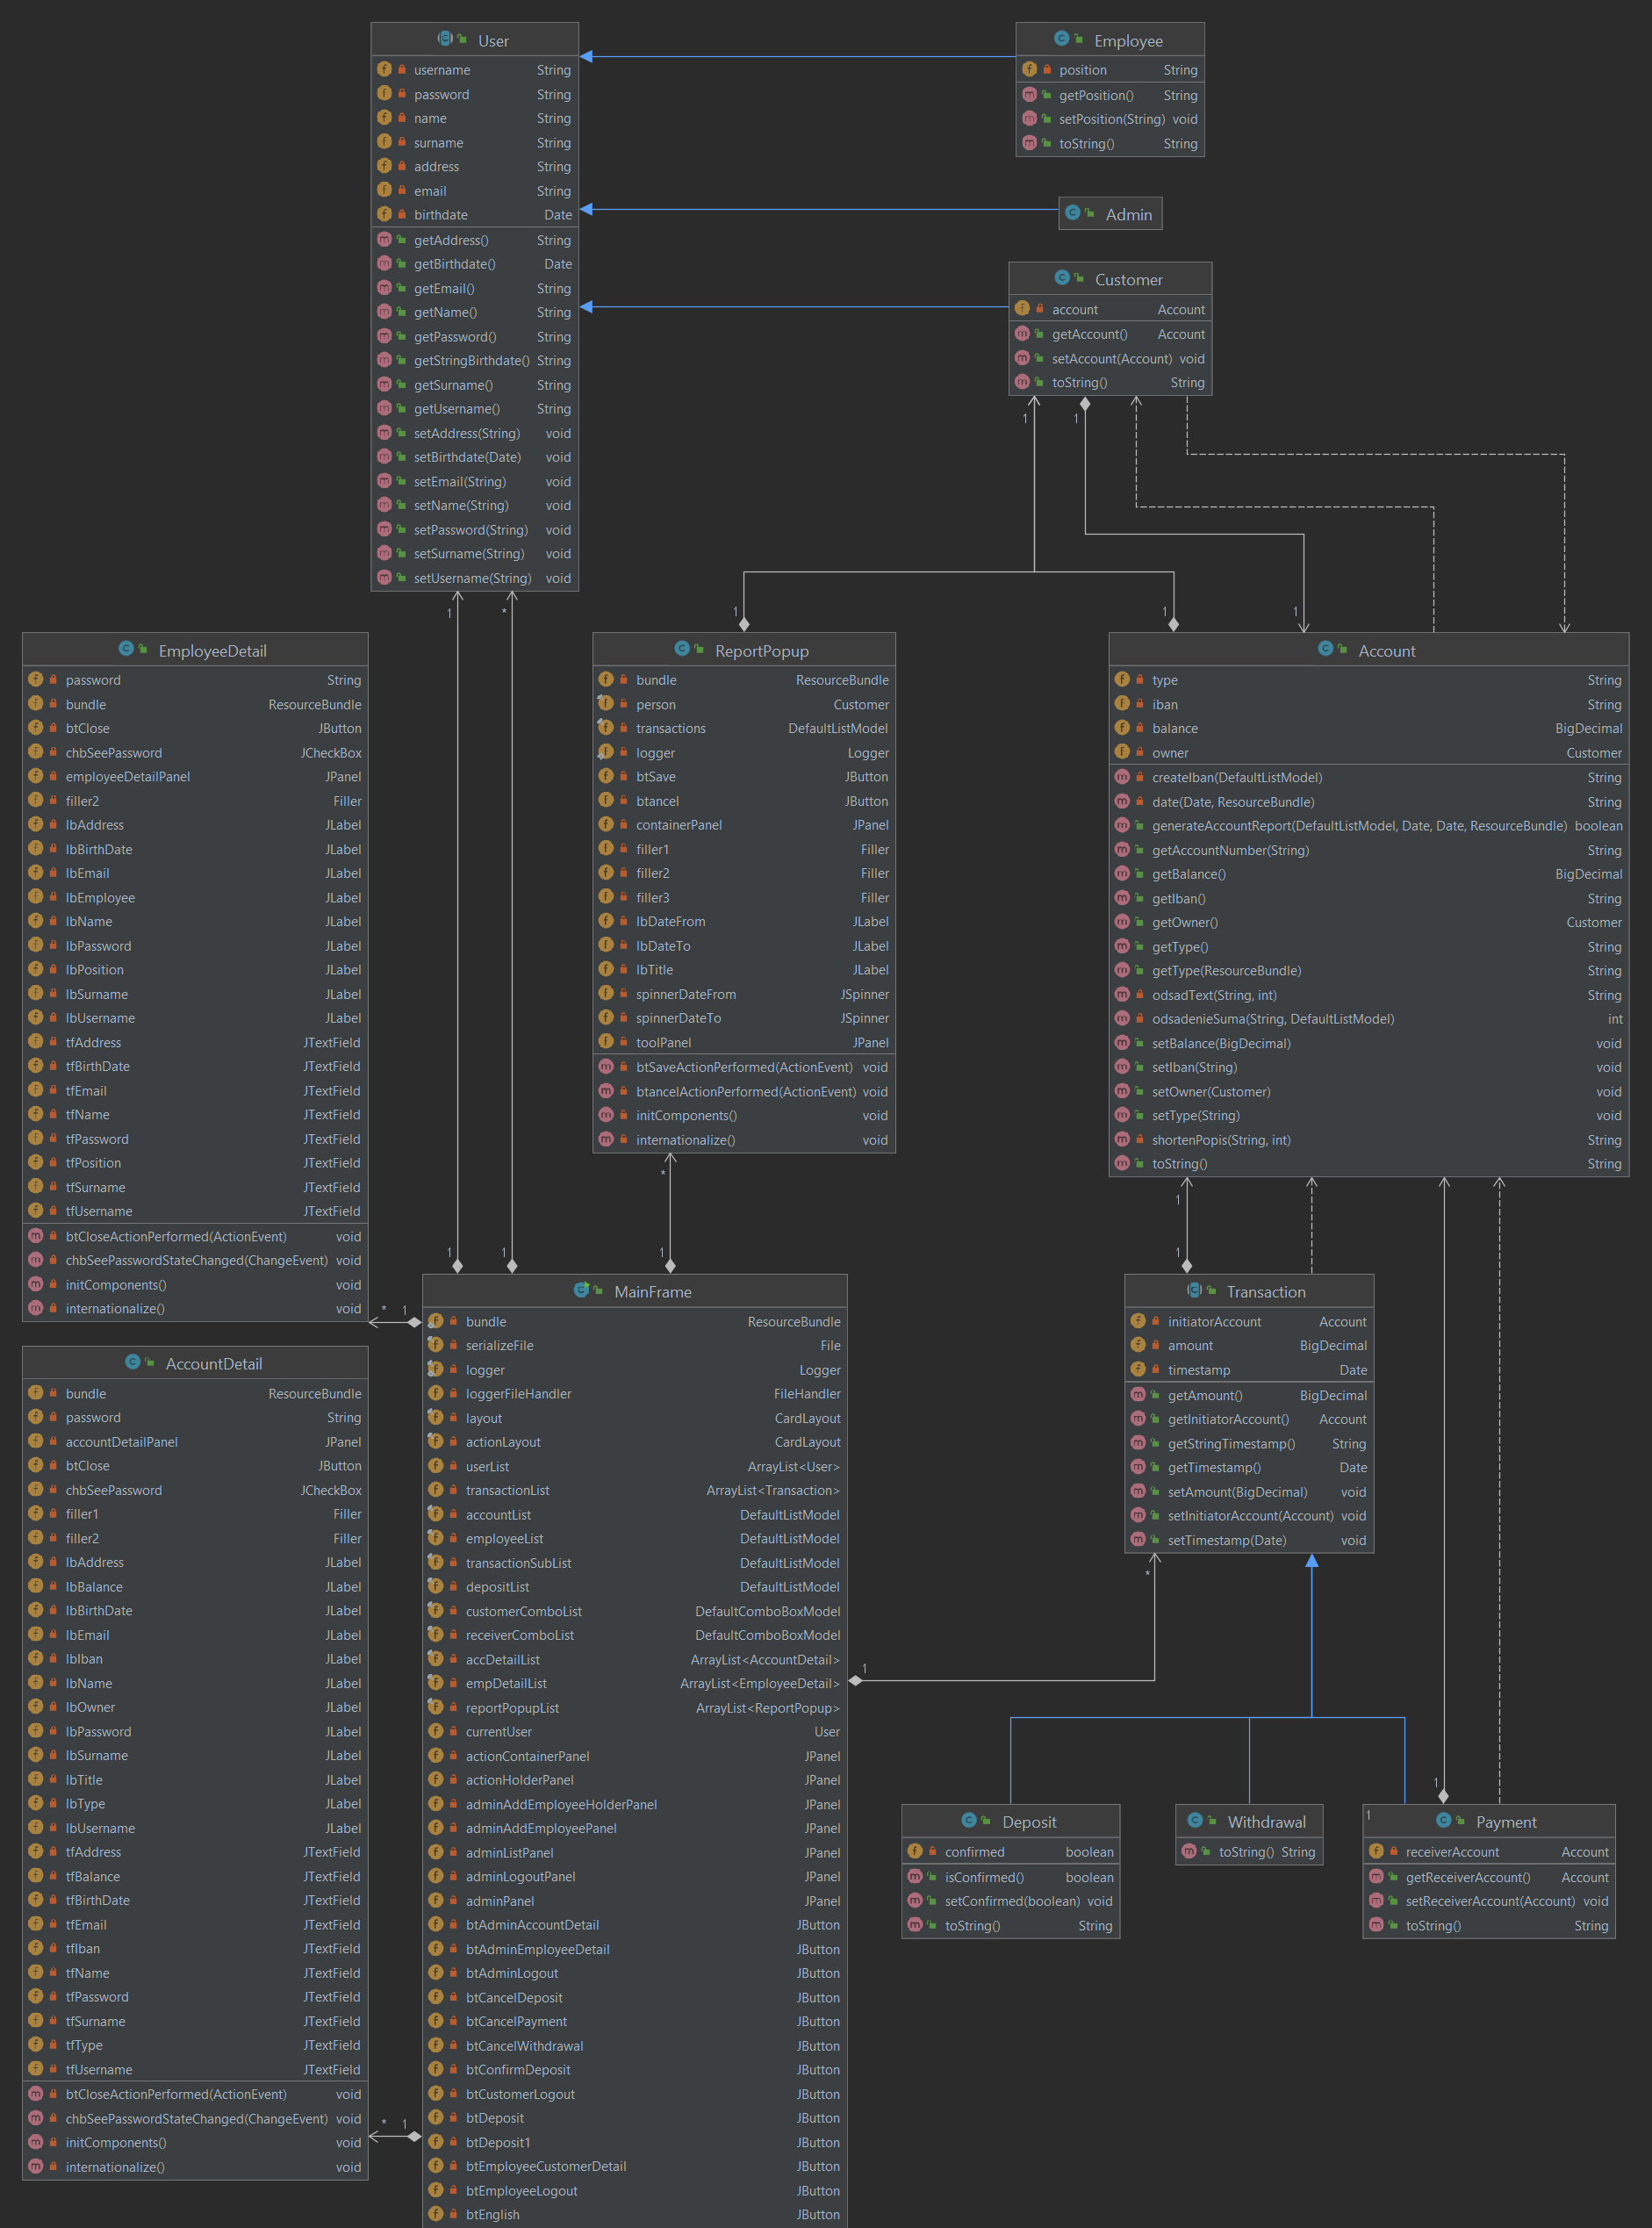 User
username String
password String
name String
surname String
address String
email String
birthdate Date
getAddress() String
getBirthdate() Date
getEmail() String
getName() String
getPassword() String
getStringBirthdate() String
getSurname() String
getUsername() String
setAddress(String) void
setBirthdate(Date) void
setEmail(String) void
setName(String) void
setPassword(String) void
setSurname(String) void
setUsername(String) void
Employee
position String
getPosition() String
setPosition(String) void
toString() String
Admin
Customer
account Account
getAccount() Account
setAccount(Account) void
toString() String
1
1
1
*
1
1
1
EmployeeDetail
password String
bundle ResourceBundle
btClose JButton
chbSeePassword JCheckBox
employeeDetailPanel JPanel
filler2 Filler
lbAddress JLabel
lbBirthDate JLabel
lbEmail JLabel
lbEmployee JLabel
lbName JLabel
lbPassword JLabel
lbPosition JLabel
lbSurname JLabel
lbUsername JLabel
tfAddress JTextField
tfBirthDate JTextField
tfEmail JTextField
tfName JTextField
tfPassword JTextField
tfPosition JTextField
tfSurname JTextField
tfUsername JTextField
btCloseActionPerformed(ActionEvent) void
chbSeePasswordStateChanged(ChangeEvent) void
initComponents() void
internationalize() void
ReportPopup
bundle ResourceBundle
person Customer
transactions DefaultListModel
logger Logger
btSave JButton
btancel JButton
containerPanel JPanel
filler1 Filler
filler2 Filler
filler3 Filler
lbDateFrom JLabel
lbDateTo JLabel
lbTitle JLabel
spinnerDateFrom JSpinner
spinnerDateTo JSpinner
toolPanel JPanel
btSaveActionPerformed(ActionEvent) void
btancelActionPerformed(ActionEvent) void
initComponents() void
internationalize() void
Account
type String
iban String
balance BigDecimal
owner Customer
createIban(DefaultListModel) String
date(Date, ResourceBundle) String
generateAccountReport(DefaultListModel, Date, Date, ResourceBundle) boolean
getAccountNumber(String) String
getBalance() BigDecimal
getIban() String
getOwner() Customer
getType() String
getType(ResourceBundle) String
odsadText(String, int) String
odsadenieSuma(String, DefaultListModel) int
setBalance(BigDecimal) void
setIban(String) void
setOwner(Customer) void
setType(String) void
shortenPopis(String, int) String
toString() String
*
1
1
1
1
1
* 1
AccountDetail
bundle ResourceBundle
password String
accountDetailPanel JPanel
btClose JButton
chbSeePassword JCheckBox
filler1 Filler
filler2 Filler
lbAddress JLabel
lbBalance JLabel
lbBirthDate JLabel
lbEmail JLabel
lbIban JLabel
lbName JLabel
lbOwner JLabel
lbPassword JLabel
lbSurname JLabel
lbTitle JLabel
lbType JLabel
lbUsername JLabel
tfAddress JTextField
tfBalance JTextField
tfBirthDate JTextField
tfEmail JTextField
tfIban JTextField
tfName JTextField
tfPassword JTextField
tfSurname JTextField
tfType JTextField
tfUsername JTextField
btCloseActionPerformed(ActionEvent) void
chbSeePasswordStateChanged(ChangeEvent) void
initComponents() void
internationalize() void
* 1
MainFrame
bundle ResourceBundle
serializeFile File
logger Logger
loggerFileHandler FileHandler
layout CardLayout
actionLayout CardLayout
userList ArrayList<User>
transactionList ArrayList<Transaction>
accountList DefaultListModel
employeeList DefaultListModel
transactionSubList DefaultListModel
depositList DefaultListModel
customerComboList DefaultComboBoxModel
receiverComboList DefaultComboBoxModel
accDetailList ArrayList<AccountDetail>
empDetailList ArrayList<EmployeeDetail>
reportPopupList ArrayList<ReportPopup>
currentUser User
actionContainerPanel JPanel
actionHolderPanel JPanel
adminAddEmployeeHolderPanel JPanel
adminAddEmployeePanel JPanel
adminListPanel JPanel
adminLogoutPanel JPanel
adminPanel JPanel
btAdminAccountDetail JButton
btAdminEmployeeDetail JButton
btAdminLogout JButton
btCancelDeposit JButton
btCancelPayment JButton
btCancelWithdrawal JButton
btConfirmDeposit JButton
btCustomerLogout JButton
btDeposit JButton
btDeposit1 JButton
btEmployeeCustomerDetail JButton
btEmployeeLogout JButton
btEnglish JButton
Transaction
initiatorAccount Account
amount BigDecimal
timestamp Date
getAmount() BigDecimal
getInitiatorAccount() Account
getStringTimestamp() String
getTimestamp() Date
setAmount(BigDecimal) void
setInitiatorAccount(Account) void
setTimestamp(Date) void
*
1
1
1
Deposit
confirmed boolean
isConfirmed() boolean
setConfirmed(boolean) void
toString() String
Withdrawal
toString() String
Payment
receiverAccount Account
getReceiverAccount() Account
setReceiverAccount(Account) void
toString() String